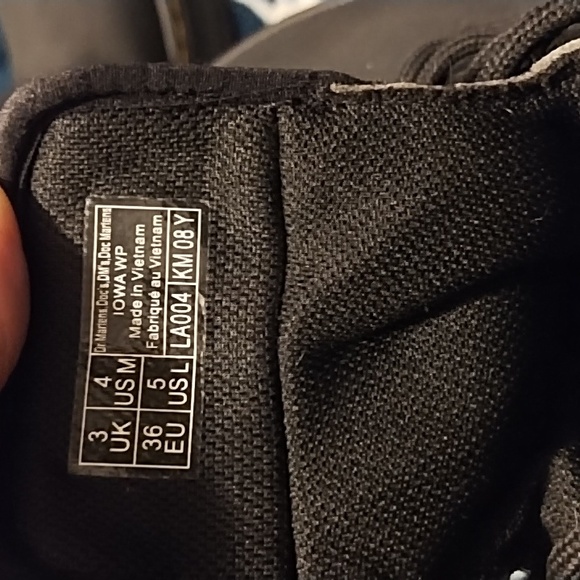 Dr Martens.Doc's.DM's.Doc Martens
IOWA WP
Made in Vietnam
Fabriqué au Vietnam
LA004 KM 08 Y
3 4
UK US M
36 5
EU US L